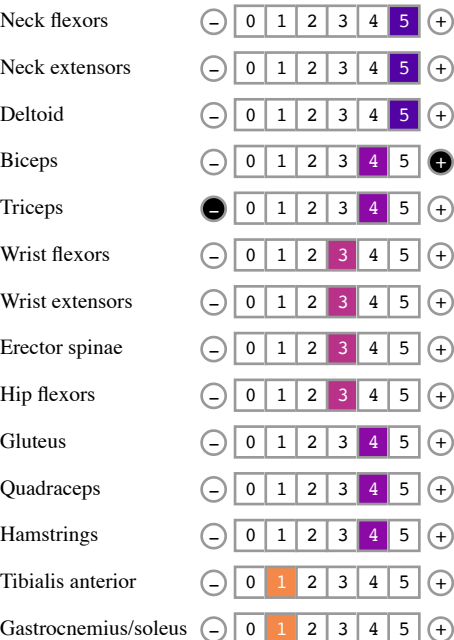 Neck flexors − 0 1 2 3 4 5 +
Neck extensors − 0 1 2 3 4 5 +
Deltoid − 0 1 2 3 4 5 +
Biceps − 0 1 2 3 4 5 +
Triceps − 0 1 2 3 4 5 +
Wrist flexors − 0 1 2 3 4 5 +
Wrist extensors − 0 1 2 3 4 5 +
Erector spinae − 0 1 2 3 4 5 +
Hip flexors − 0 1 2 3 4 5 +
Gluteus − 0 1 2 3 4 5 +
Quadraceps − 0 1 2 3 4 5 +
Hamstrings − 0 1 2 3 4 5 +
Tibialis anterior − 0 1 2 3 4 5 +
Gastrocnemius/soleus − 0 1 2 3 4 5 +